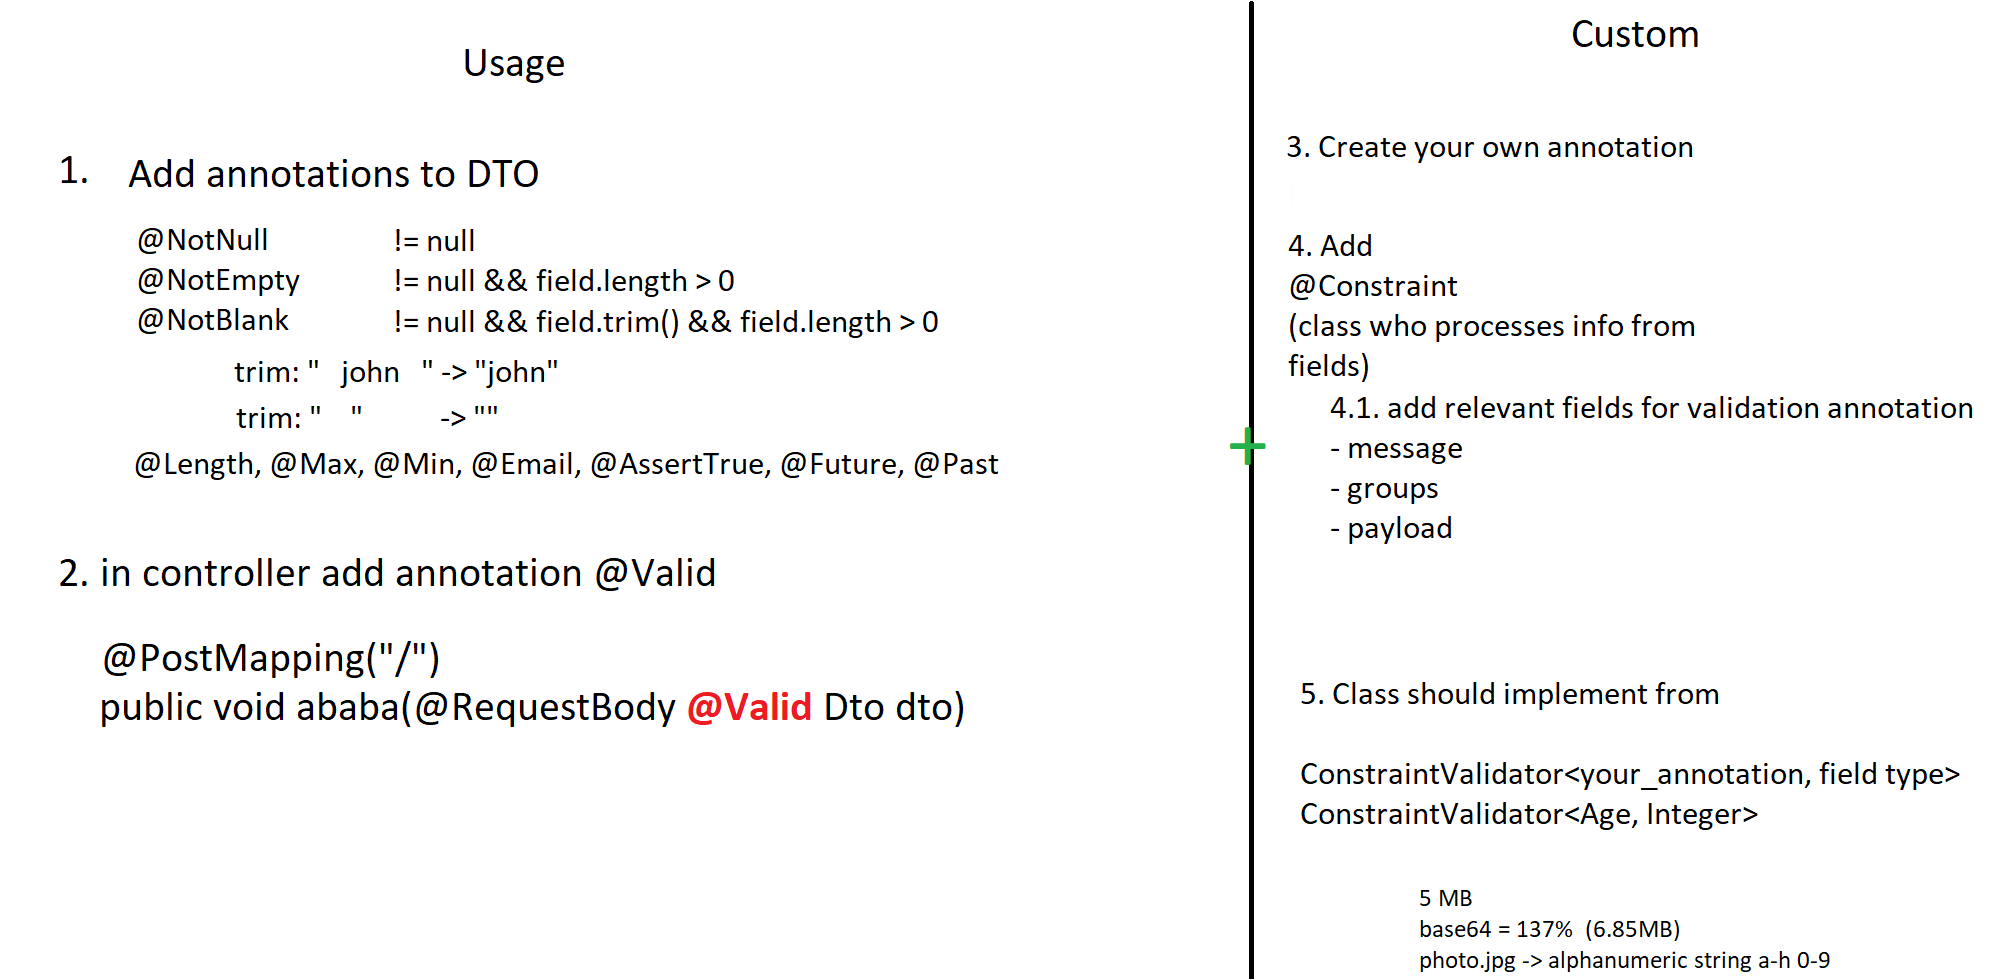 Usage
1. Add annotations to DTO
@NotNull != null
@NotEmpty != null && field.length > 0
@NotBlank != null && field.trim() && field.length > 0
trim: "   john   " -> "john"
trim: "    " -> ""
@Length, @Max, @Min, @Email, @AssertTrue, @Future, @Past
2. in controller add annotation @Valid
@PostMapping("/")
public void ababa(@RequestBody @Valid Dto dto)
Custom
3. Create your own annotation
4. Add
@Constraint
(class who processes info from
fields)
4.1. add relevant fields for validation annotation
- message
- groups
- payload
5. Class should implement from
ConstraintValidator<your_annotation, field type>
ConstraintValidator<Age, Integer>
5 MB
base64 = 137%  (6.85MB)
photo.jpg -> alphanumeric string a-h 0-9